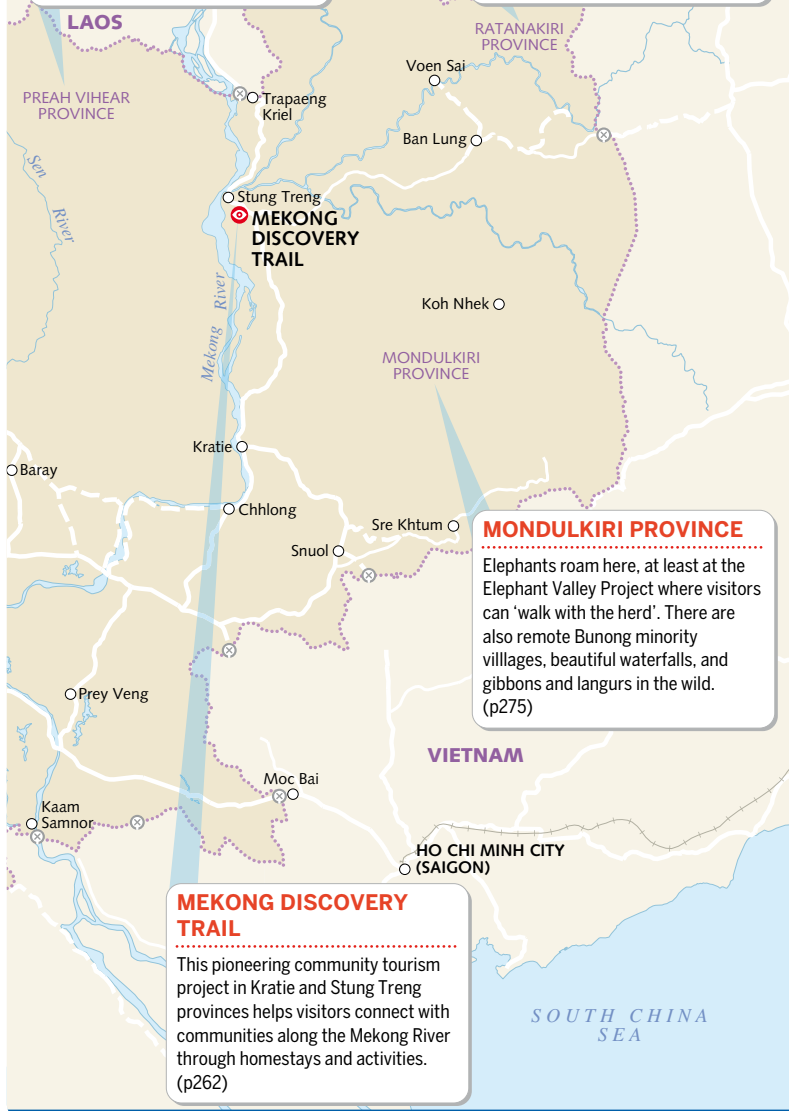 LAOS
RATANAKIRI
PROVINCE
Voen Sai
PREAH VIHEAR
PROVINCE
Trapaeng
Kriel
Ban Lung
Sen
River
Stung Treng
MEKONG
DISCOVERY
TRAIL
Mekong River
Koh Nhek
MONDULKIRI
PROVINCE
Kratie
Baray
Chhlong
Sre Khtum
Snuol
MONDULKIRI PROVINCE
Elephants roam here, at least at the
Elephant Valley Project where visitors
can ‘walk with the herd’. There are
also remote Bunong minority
villlages, beautiful waterfalls, and
gibbons and langurs in the wild.
(p275)
Prey Veng
VIETNAM
Moc Bai
Kaam
Samnor
HO CHI MINH CITY
(SAIGON)
MEKONG DISCOVERY
TRAIL
This pioneering community tourism
project in Kratie and Stung Treng
provinces helps visitors connect with
communities along the Mekong River
through homestays and activities.
(p262)
SOUTH CHINA
SEA